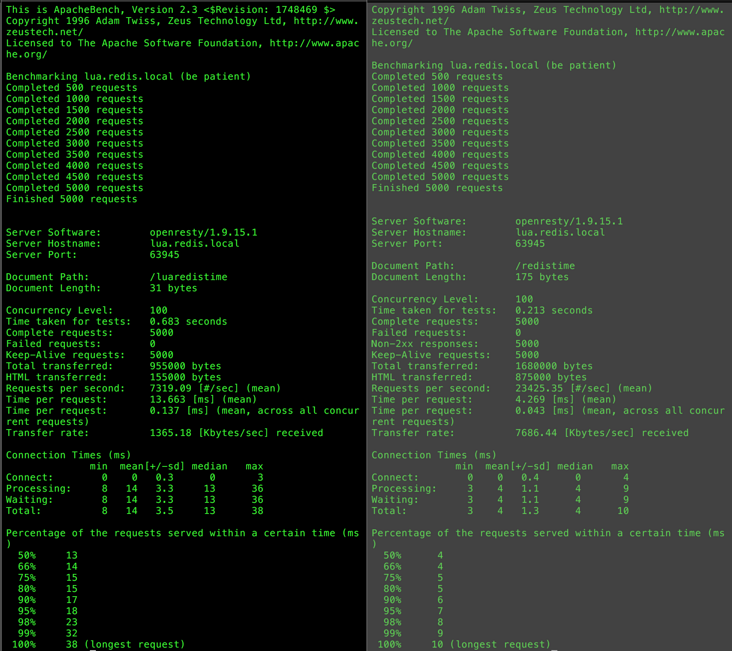 This is ApacheBench, Version 2.3 <$Revision: 1748469 $>
Copyright 1996 Adam Twiss, Zeus Technology Ltd, http://www.
zeustech.net/
Licensed to The Apache Software Foundation, http://www.apac
he.org/

Benchmarking lua.redis.local (be patient)
Completed 500 requests
Completed 1000 requests
Completed 1500 requests
Completed 2000 requests
Completed 2500 requests
Completed 3000 requests
Completed 3500 requests
Completed 4000 requests
Completed 4500 requests
Completed 5000 requests
Finished 5000 requests

Server Software:        openresty/1.9.15.1
Server Hostname:        lua.redis.local
Server Port:            63945

Document Path:          /luaredistime
Document Length:        31 bytes

Concurrency Level:      100
Time taken for tests:   0.683 seconds
Complete requests:      5000
Failed requests:        0
Keep-Alive requests:    5000
Total transferred:      955000 bytes
HTML transferred:       155000 bytes
Requests per second:    7319.09 [#/sec] (mean)
Time per request:       13.663 [ms] (mean)
Time per request:       0.137 [ms] (mean, across all concur
rent requests)
Transfer rate:          1365.18 [Kbytes/sec] received

Connection Times (ms)
              min  mean[+/-sd] median   max
Connect:        0    0   0.3      0       3
Processing:     8   14   3.3     13      36
Waiting:        8   14   3.3     13      36
Total:          8   14   3.5     13      38

Percentage of the requests served within a certain time (ms
)
  50%     13
  66%     14
  75%     15
  80%     15
  90%     17
  95%     18
  98%     23
  99%     32
 100%     38 (longest request)
Copyright 1996 Adam Twiss, Zeus Technology Ltd, http://www.
zeustech.net/
Licensed to The Apache Software Foundation, http://www.apac
he.org/

Benchmarking lua.redis.local (be patient)
Completed 500 requests
Completed 1000 requests
Completed 1500 requests
Completed 2000 requests
Completed 2500 requests
Completed 3000 requests
Completed 3500 requests
Completed 4000 requests
Completed 4500 requests
Completed 5000 requests
Finished 5000 requests

Server Software:        openresty/1.9.15.1
Server Hostname:        lua.redis.local
Server Port:            63945

Document Path:          /redistime
Document Length:        175 bytes

Concurrency Level:      100
Time taken for tests:   0.213 seconds
Complete requests:      5000
Failed requests:        0
Non-2xx responses:      5000
Keep-Alive requests:    5000
Total transferred:      1680000 bytes
HTML transferred:       875000 bytes
Requests per second:    23425.35 [#/sec] (mean)
Time per request:       4.269 [ms] (mean)
Time per request:       0.043 [ms] (mean, across all concur
rent requests)
Transfer rate:          7686.44 [Kbytes/sec] received

Connection Times (ms)
              min  mean[+/-sd] median   max
Connect:        0    0   0.4      0       4
Processing:     3    4   1.1      4       9
Waiting:        3    4   1.1      4       9
Total:          3    4   1.3      4      10

Percentage of the requests served within a certain time (ms
)
  50%      4
  66%      4
  75%      5
  80%      5
  90%      6
  95%      7
  98%      8
  99%      9
 100%     10 (longest request)